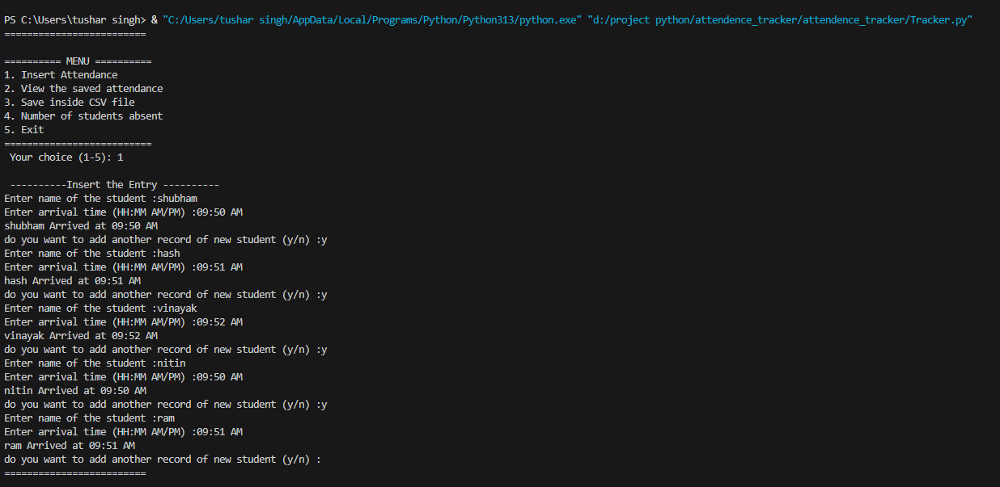 PS C:\Users\tushar singh> & "C:/Users/tushar singh/AppData/Local/Programs/Python/Python313/python.exe" "d:/project python/attendence_tracker/attendence_tracker/Tracker.py"
=========================
========== MENU ==========
1. Insert Attendance
2. View the saved attendance
3. Save inside CSV file
4. Number of students absent
5. Exit
==========================
 Your choice (1-5): 1
 ----------Insert the Entry ----------
Enter name of the student :shubham
Enter arrival time (HH:MM AM/PM) :09:50 AM
shubham Arrived at 09:50 AM
do you want to add another record of new student (y/n) :y
Enter name of the student :hash
Enter arrival time (HH:MM AM/PM) :09:51 AM
hash Arrived at 09:51 AM
do you want to add another record of new student (y/n) :y
Enter name of the student :vinayak
Enter arrival time (HH:MM AM/PM) :09:52 AM
vinayak Arrived at 09:52 AM
do you want to add another record of new student (y/n) :y
Enter name of the student :nitin
Enter arrival time (HH:MM AM/PM) :09:50 AM
nitin Arrived at 09:50 AM
do you want to add another record of new student (y/n) :y
Enter name of the student :ram
Enter arrival time (HH:MM AM/PM) :09:51 AM
ram Arrived at 09:51 AM
do you want to add another record of new student (y/n) :
=========================